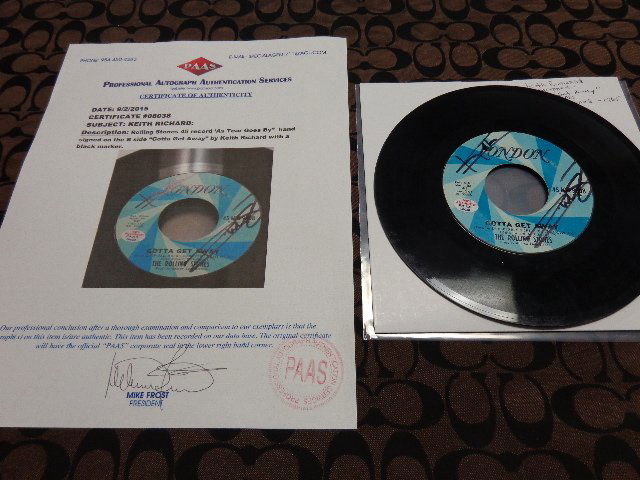 PAAS
PROFESSIONAL AUTOGRAPH AUTHENTICATION SERVICES
CERTIFICATE OF AUTHENTICITY
DATE: 9/2/2015
CERTIFICATE #08038
SUBJECT: KEITH RICHARD:
Description: Rolling Stones 45 record 'As Tear Goes By" hand
signed on the B side "Gotta Get Away" by Keith Richard with a
black marker.
LONDON
GOTTA GET AWAY
THE ROLLING STONES
Our professional conclusion after a thorough examination and comparison to our exemplars is that the
on this item is/are authentic. This item has been recorded on our data base. The original certificate
will have the official "PAAS" corporate seal in the lower right hand corner.
MIKE FROST
PRESIDENT
PAAS
LONDON
GOTTA GET AWAY
THE ROLLING STONES